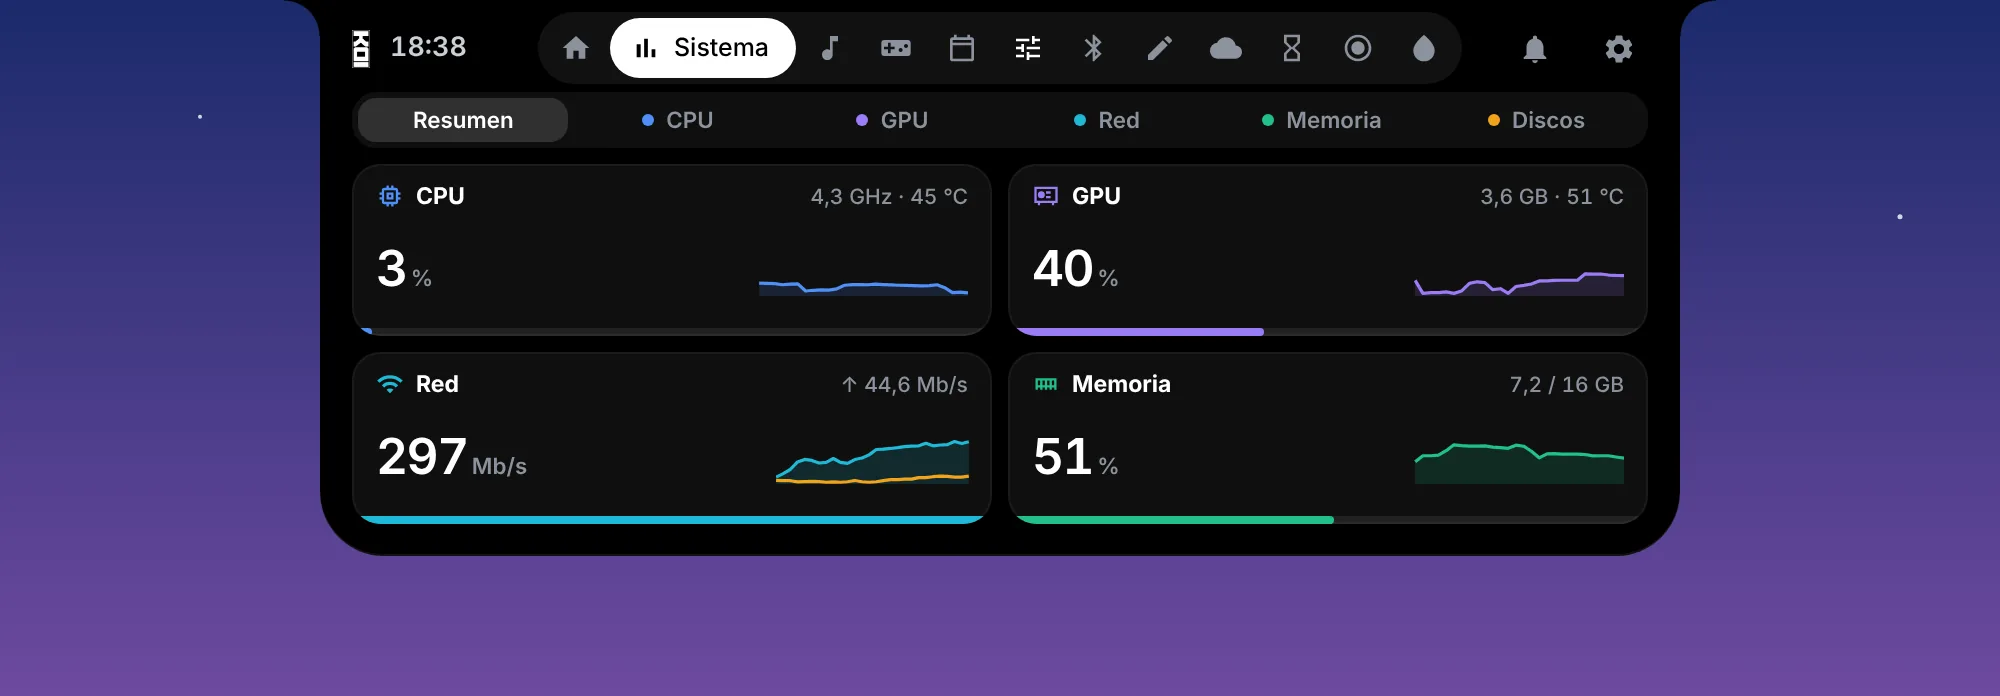 18:38 Sistema
Resumen CPU GPU Red Memoria Discos
CPU 4,3 GHz · 45 °C
3 %
GPU 3,6 GB · 51 °C
40 %
Red ↑ 44,6 Mb/s
297 Mb/s
Memoria 7,2 / 16 GB
51 %